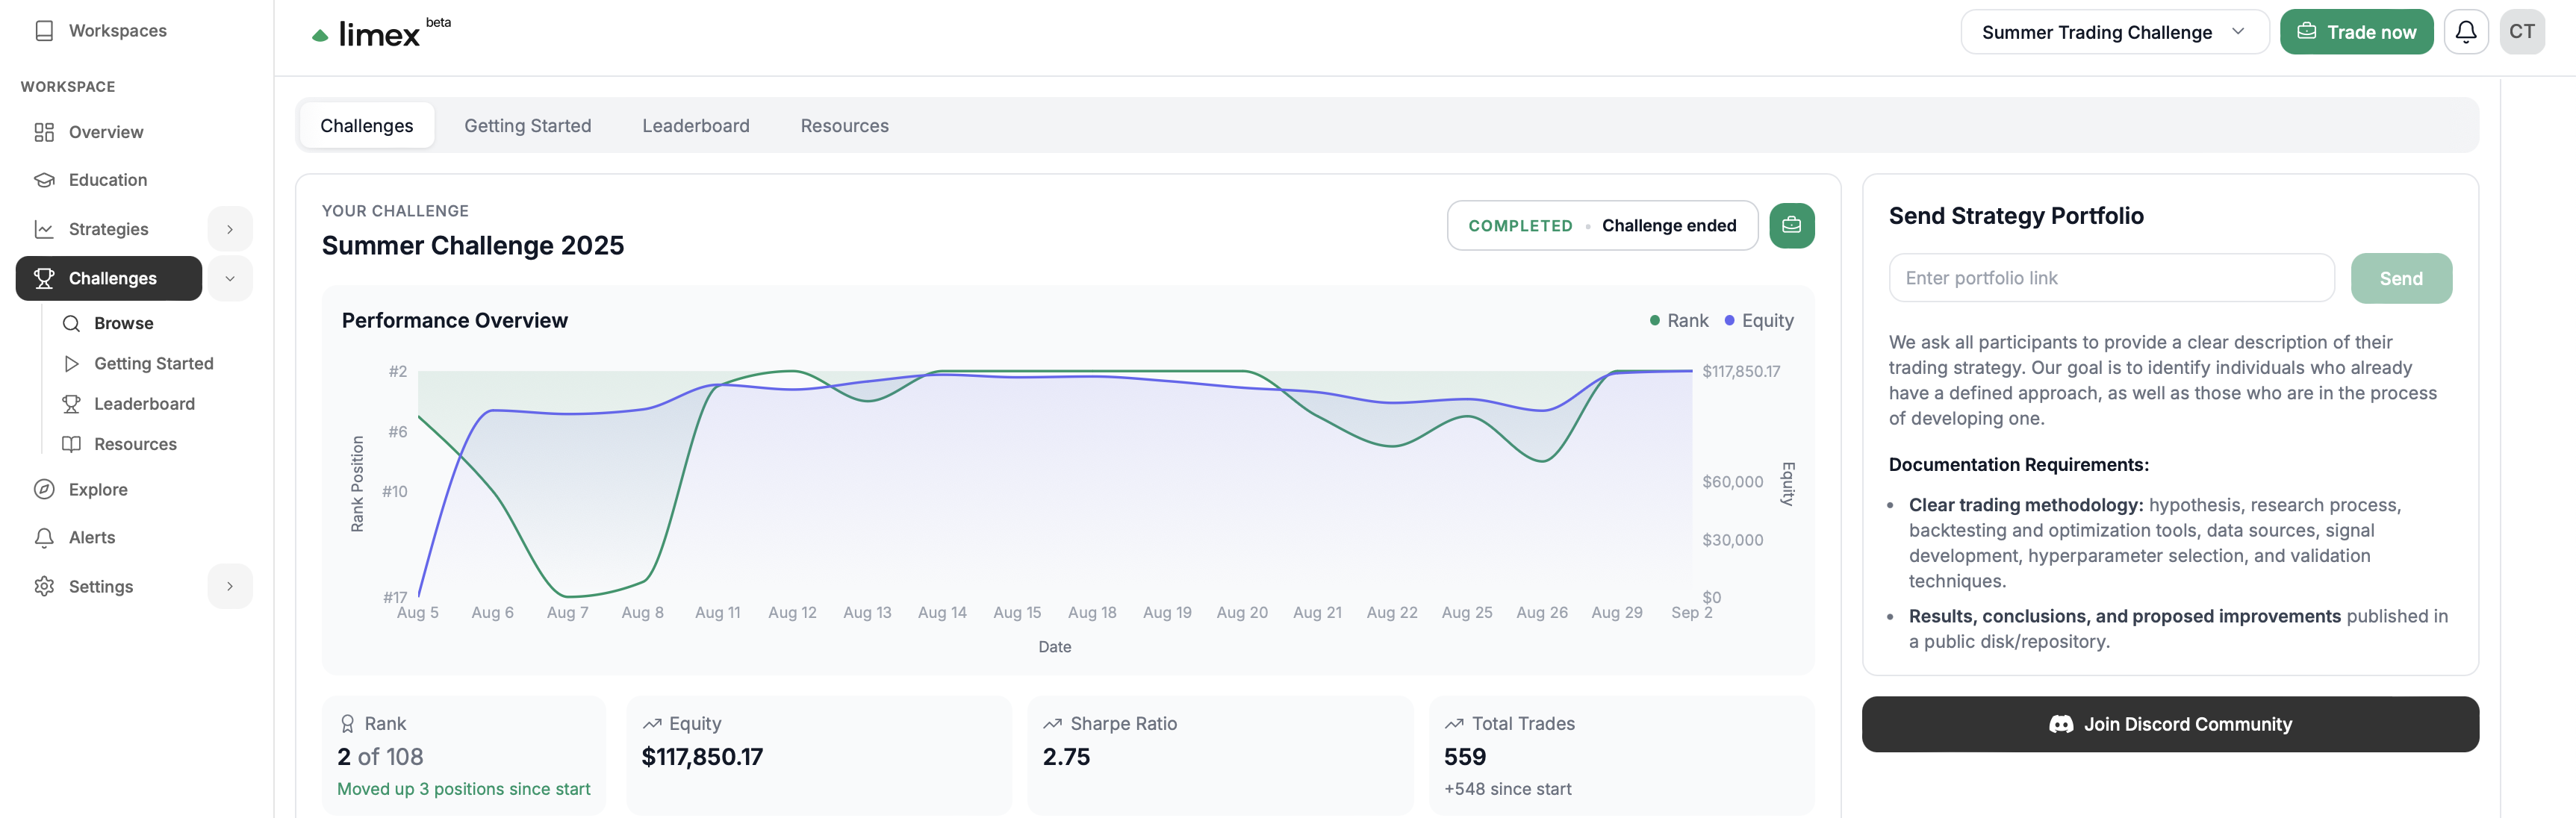 Workspaces
WORKSPACE
Overview
Education
Strategies
Challenges
Browse
Getting Started
Leaderboard
Resources
Explore
Alerts
Settings
limex beta
Summer Trading Challenge
Trade now
CT
Challenges
Getting Started
Leaderboard
Resources
YOUR CHALLENGE
Summer Challenge 2025
COMPLETED • Challenge ended
Performance Overview
Rank
Equity
#2
#6
#10
#17
Rank Position
$117,850.17
$60,000
$30,000
$0
Equity
Aug 5 Aug 6 Aug 7 Aug 8 Aug 11 Aug 12 Aug 13 Aug 14 Aug 15 Aug 18 Aug 19 Aug 20 Aug 21 Aug 22 Aug 25 Aug 26 Aug 29 Sep 2
Date
Rank
2 of 108
Moved up 3 positions since start
Equity
$117,850.17
Sharpe Ratio
2.75
Total Trades
559
+548 since start
Send Strategy Portfolio
Enter portfolio link
Send
We ask all participants to provide a clear description of their
trading strategy. Our goal is to identify individuals who already
have a defined approach, as well as those who are in the process
of developing one.
Documentation Requirements:
• Clear trading methodology: hypothesis, research process,
backtesting and optimization tools, data sources, signal
development, hyperparameter selection, and validation
techniques.
• Results, conclusions, and proposed improvements published in
a public disk/repository.
Join Discord Community